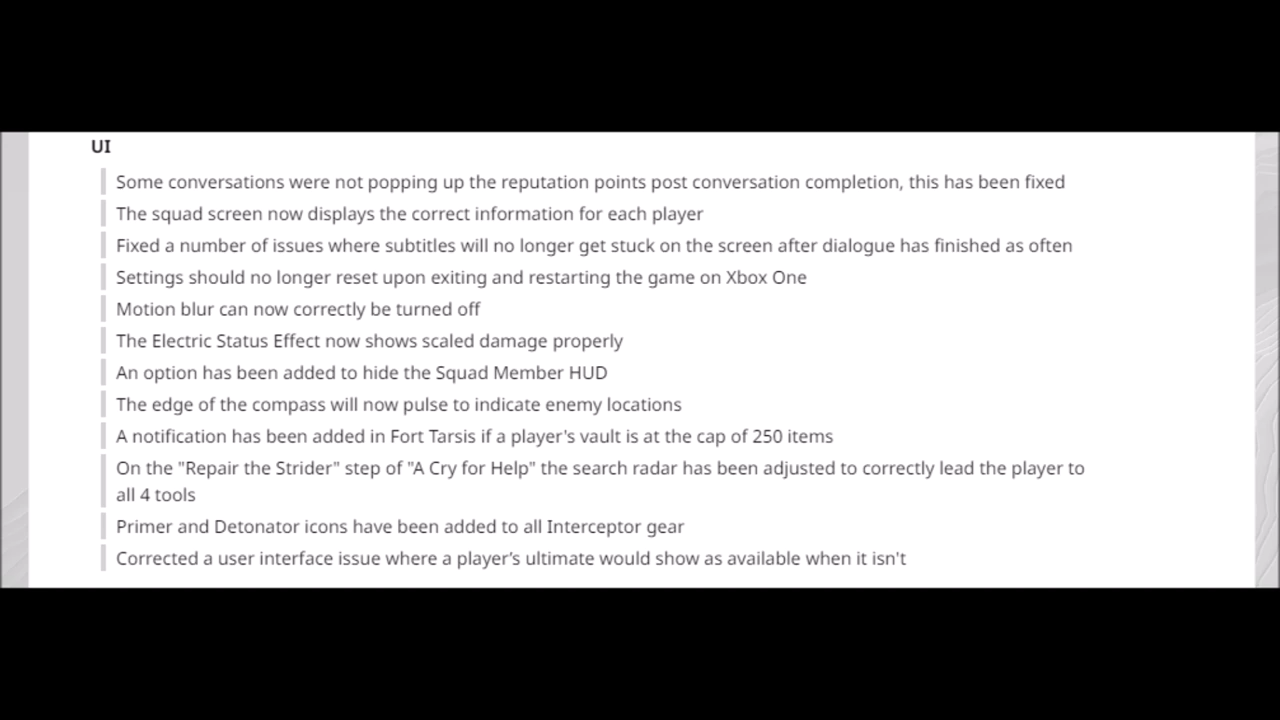 UI
Some conversations were not popping up the reputation points post conversation completion, this has been fixed
The squad screen now displays the correct information for each player
Fixed a number of issues where subtitles will no longer get stuck on the screen after dialogue has finished as often
Settings should no longer reset upon exiting and restarting the game on Xbox One
Motion blur can now correctly be turned off
The Electric Status Effect now shows scaled damage properly
An option has been added to hide the Squad Member HUD
The edge of the compass will now pulse to indicate enemy locations
A notification has been added in Fort Tarsis if a player's vault is at the cap of 250 items
On the "Repair the Strider" step of "A Cry for Help" the search radar has been adjusted to correctly lead the player to
all 4 tools
Primer and Detonator icons have been added to all Interceptor gear
Corrected a user interface issue where a player’s ultimate would show as available when it isn't